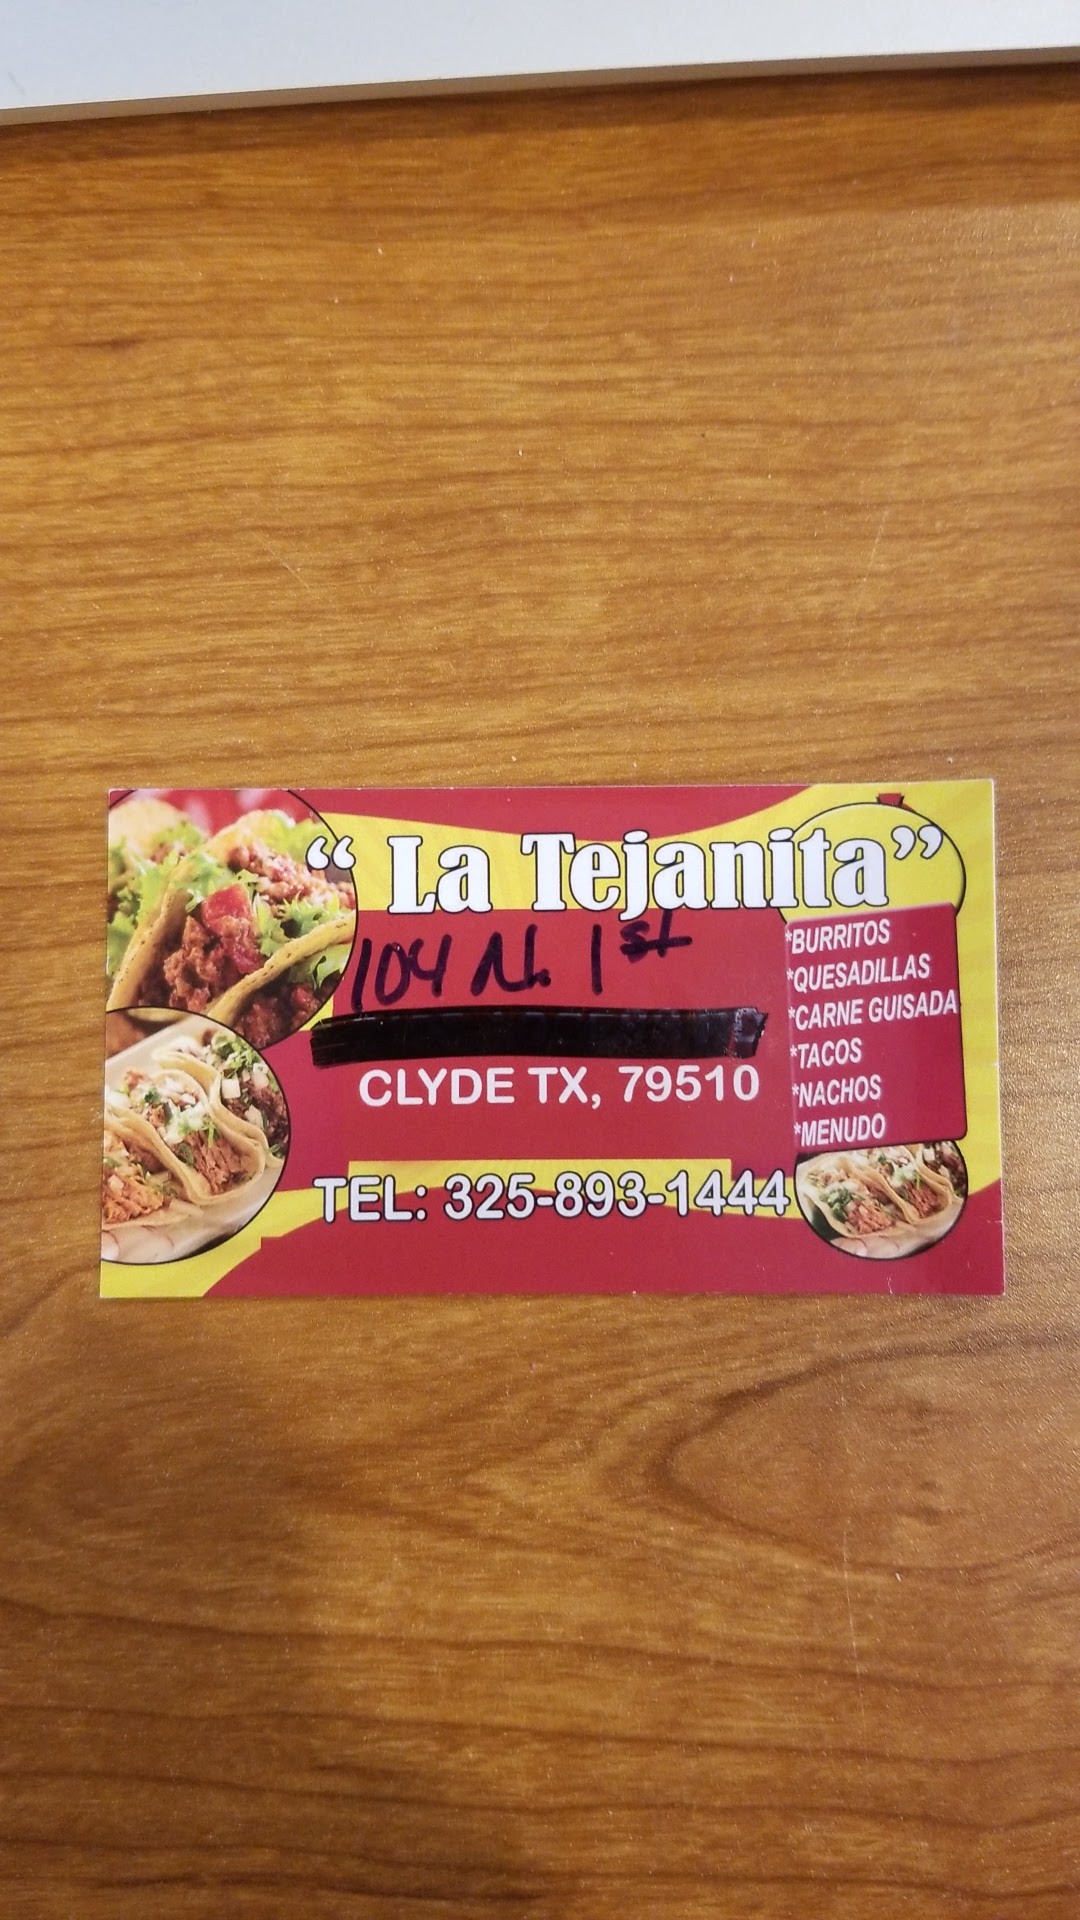 “ La Tejanita”
104 N. 1st
CLYDE TX, 79510
TEL: 325-893-1444
*BURRITOS
*QUESADILLAS
*CARNE GUISADA
*TACOS
*NACHOS
*MENUDO